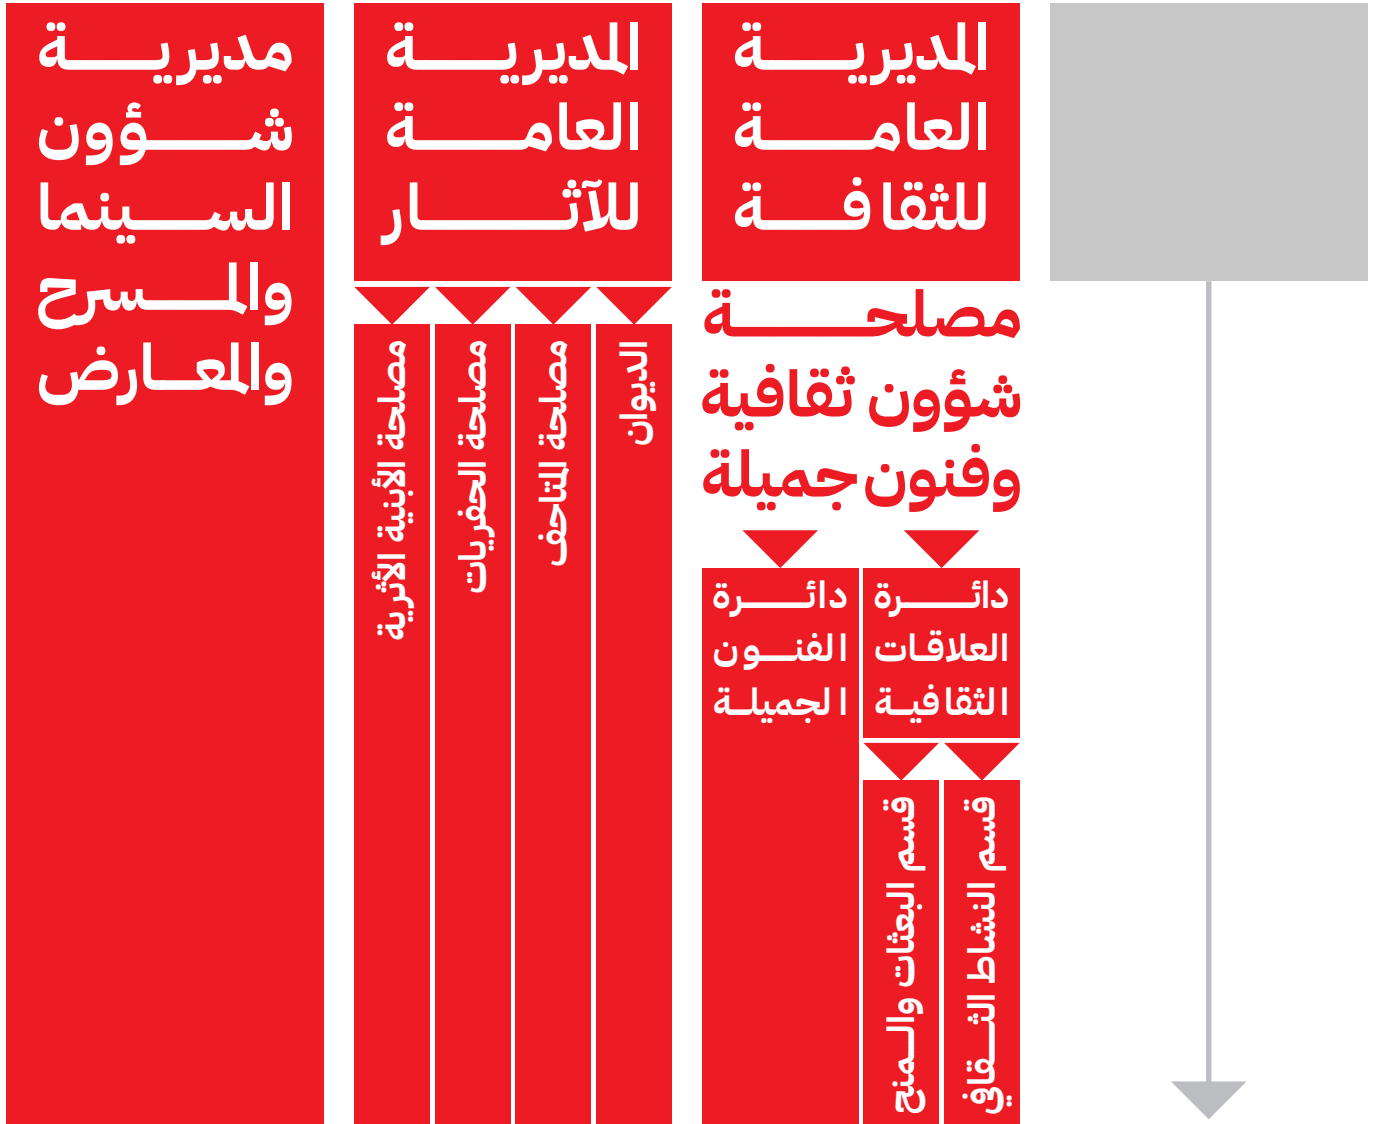 المديرية
العامة
للثقافة
مصلحة
شؤون ثقافية
وفنون جميلة
دائرة
العلاقات
الثقافية
قسم النشاط الثقافي
قسم البعثات والمنح
دائرة
الفنون
الجميلة
المديرية
العامة
للآثار
الديوان
مصلحة المتاحف
مصلحة الحفريات
مصلحة الأبنية الأثرية
مديرية
شؤون
السينما
والمسرح
والمعارض